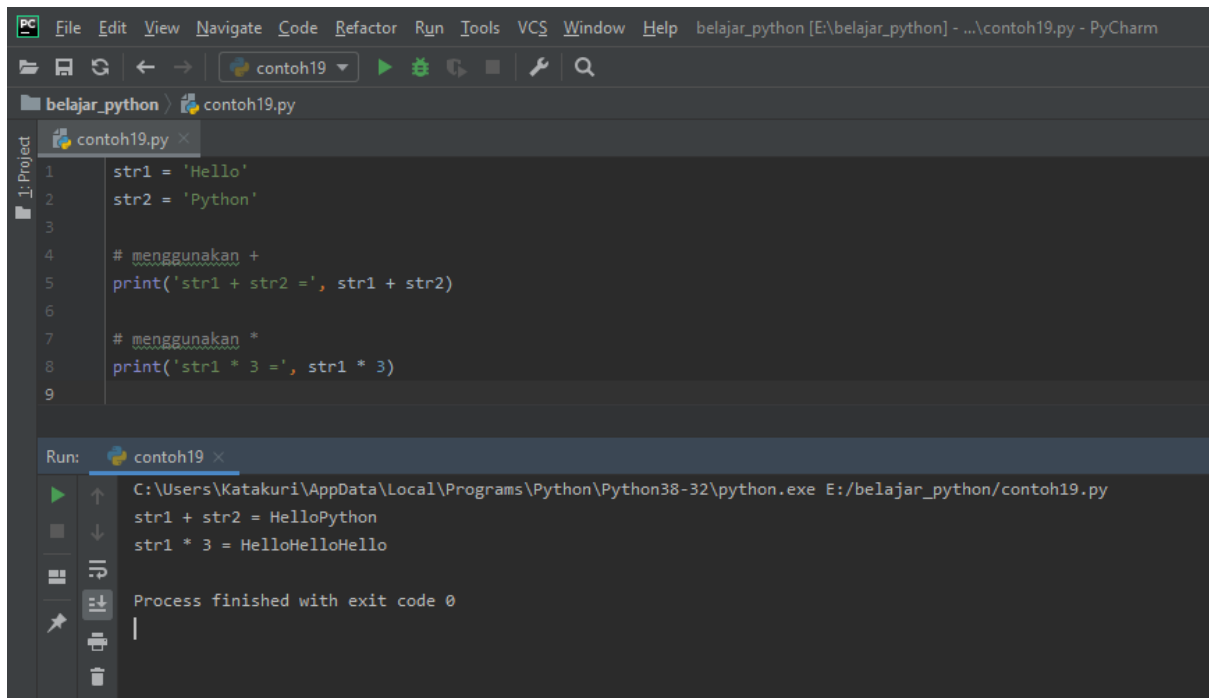 PC File Edit View Navigate Code Refactor Run Tools VCS Window Help belajar_python [E:\belajar_python] - ...\contoh19.py - PyCharm
contoh19
belajar_python contoh19.py
contoh19.py
1: Project
1 str1 = 'Hello'
2 str2 = 'Python'
3
4 # menggunakan +
5 print('str1 + str2 =', str1 + str2)
6
7 # menggunakan *
8 print('str1 * 3 =', str1 * 3)
9
Run: contoh19
C:\Users\Katakuri\AppData\Local\Programs\Python\Python38-32\python.exe E:/belajar_python/contoh19.py
str1 + str2 = HelloPython
str1 * 3 = HelloHelloHello
Process finished with exit code 0